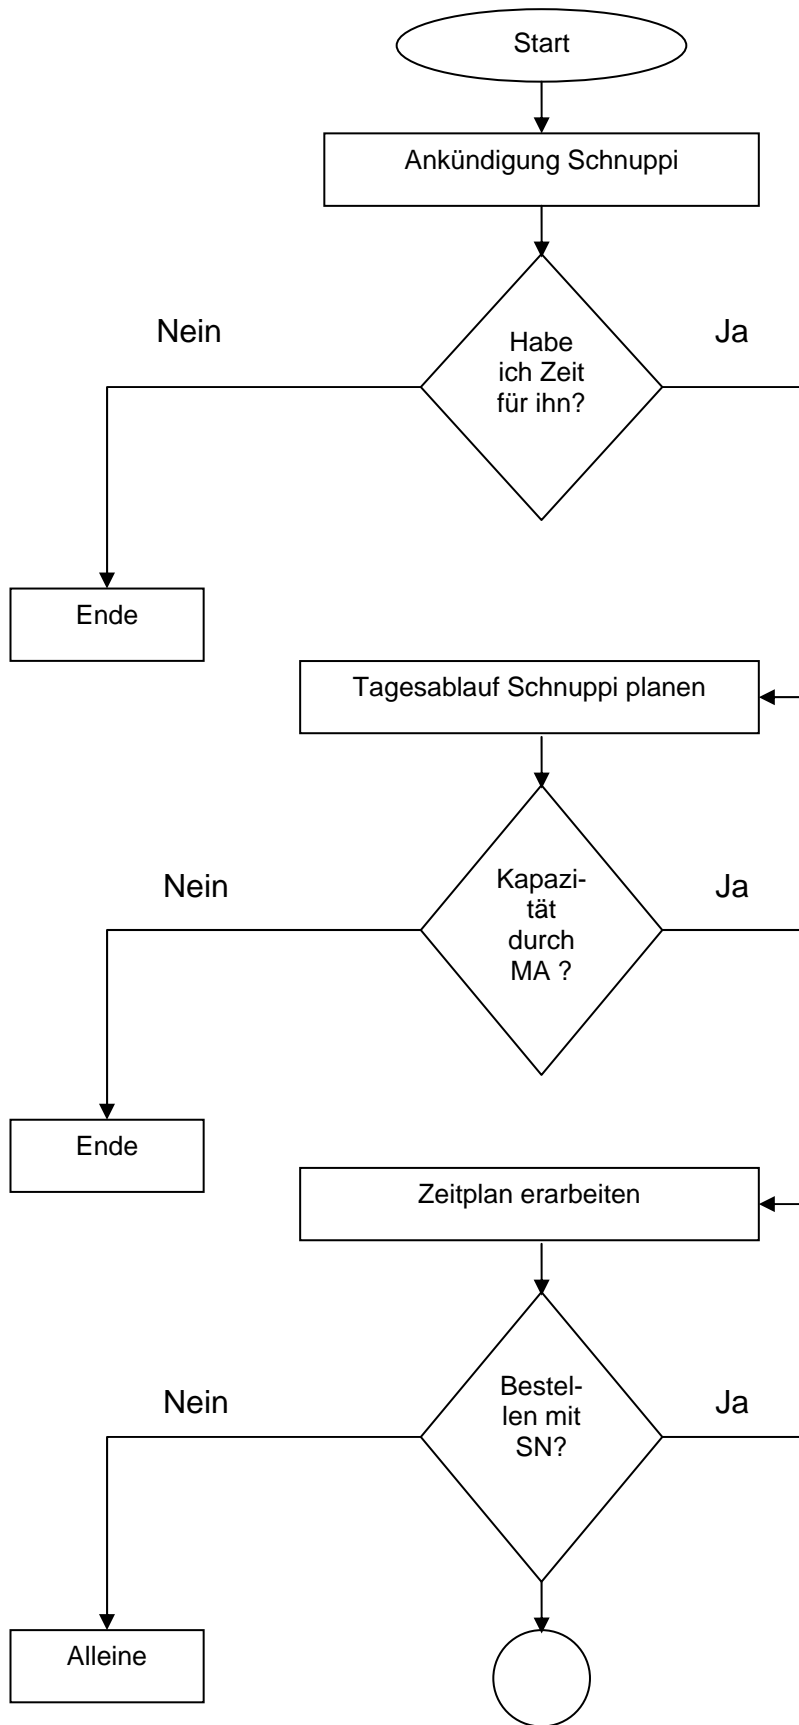 Start
Ankündigung Schnuppi
Nein
Ja
Habe
ich Zeit
für ihn?
Ende
Tagesablauf Schnuppi planen
Nein
Ja
Kapazi-
tät
durch
MA ?
Ende
Zeitplan erarbeiten
Nein
Ja
Bestel-
len mit
SN?
Alleine